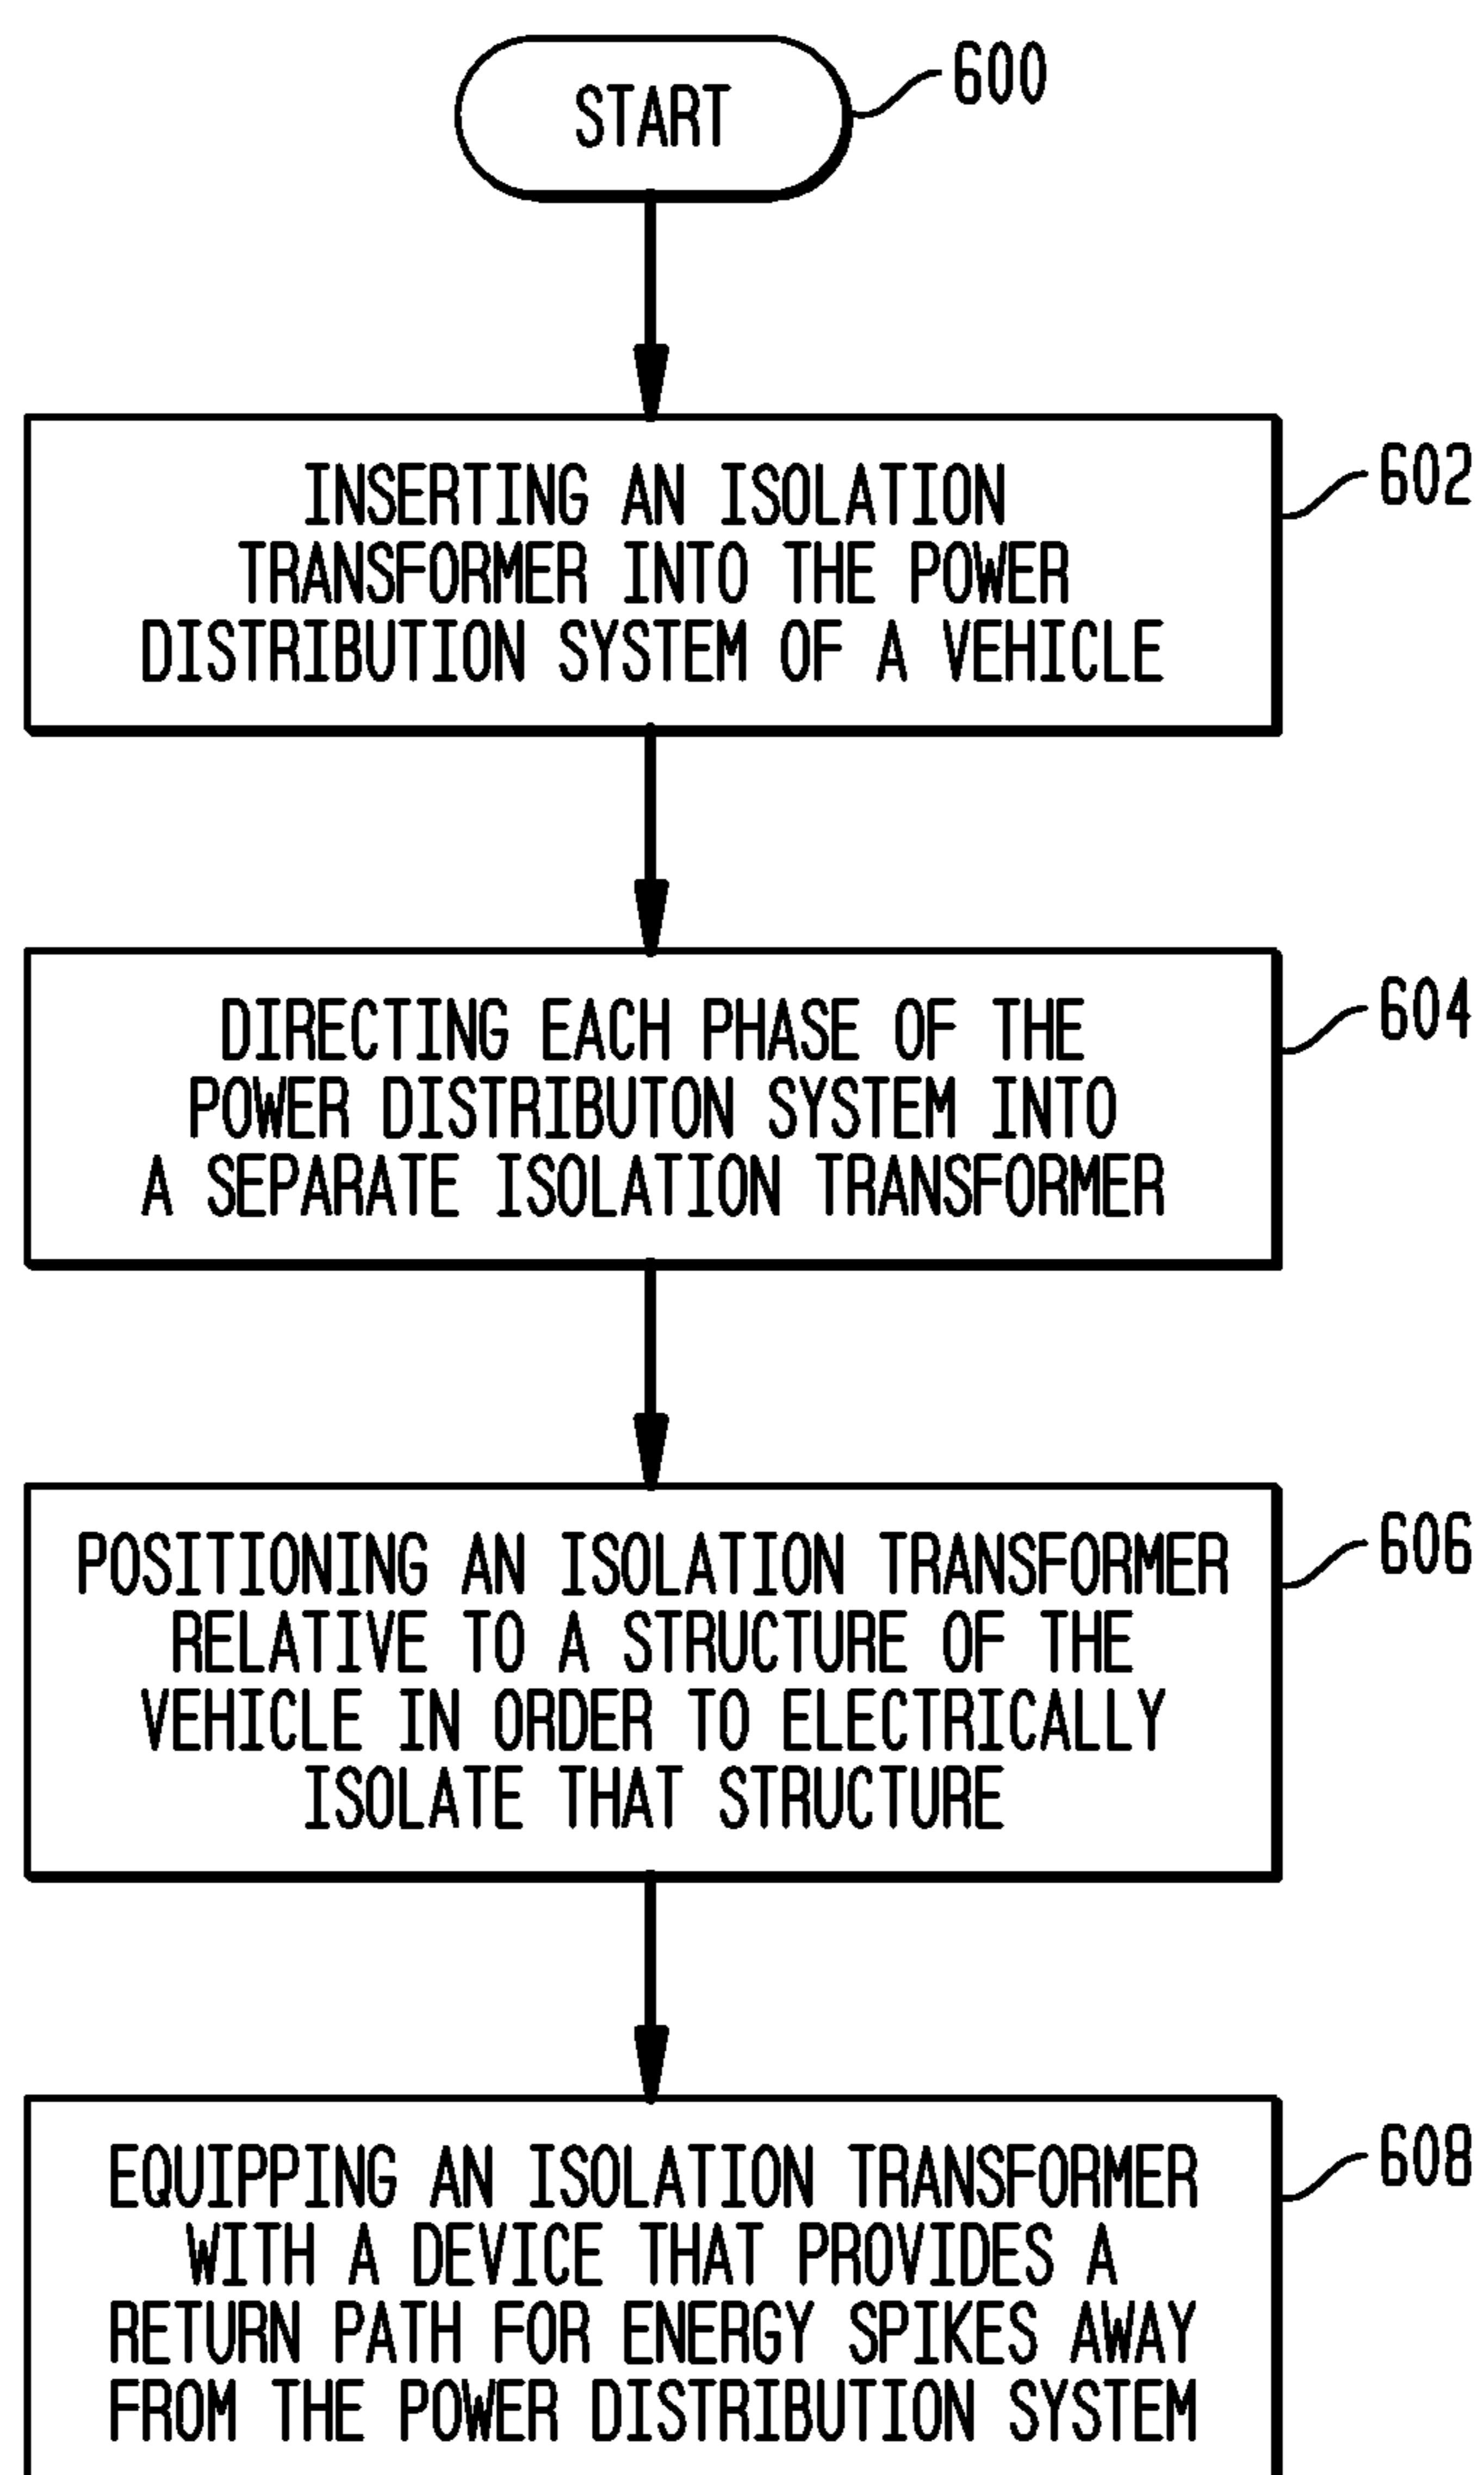 START
600
INSERTING AN ISOLATION
TRANSFORMER INTO THE POWER
DISTRIBUTION SYSTEM OF A VEHICLE
602
DIRECTING EACH PHASE OF THE
POWER DISTRIBUTON SYSTEM INTO
A SEPARATE ISOLATION TRANSFORMER
604
POSITIONING AN ISOLATION TRANSFORMER
RELATIVE TO A STRUCTURE OF THE
VEHICLE IN ORDER TO ELECTRICALLY
ISOLATE THAT STRUCTURE
606
EQUIPPING AN ISOLATION TRANSFORMER
WITH A DEVICE THAT PROVIDES A
RETURN PATH FOR ENERGY SPIKES AWAY
FROM THE POWER DISTRIBUTION SYSTEM
608